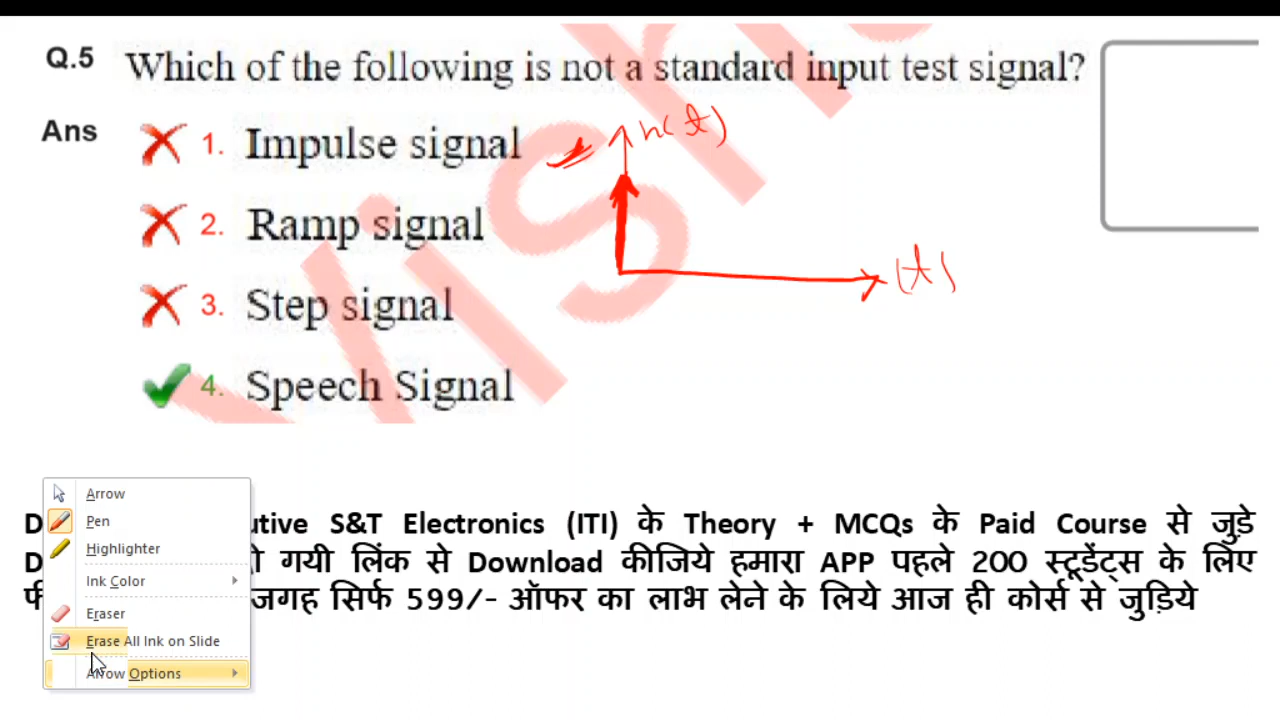 Q.5 Which of the following is not a standard input test signal?
Ans
1. Impulse signal
h(t)
2. Ramp signal
(t)
3. Step signal
4. Speech Signal
Arrow
Pen
Highlighter
Ink Color
Eraser
Erase All Ink on Slide
Arrow Options
S&T Electronics (ITI) के Theory + MCQs के Paid Course से जुड़े
गयी लिंक से Download कीजिये हमारा APP पहले 200 स्टूडेंट्स के लिए
जगह सिर्फ 599/- ऑफर का लाभ लेने के लिये आज ही कोर्स से जुड़िये